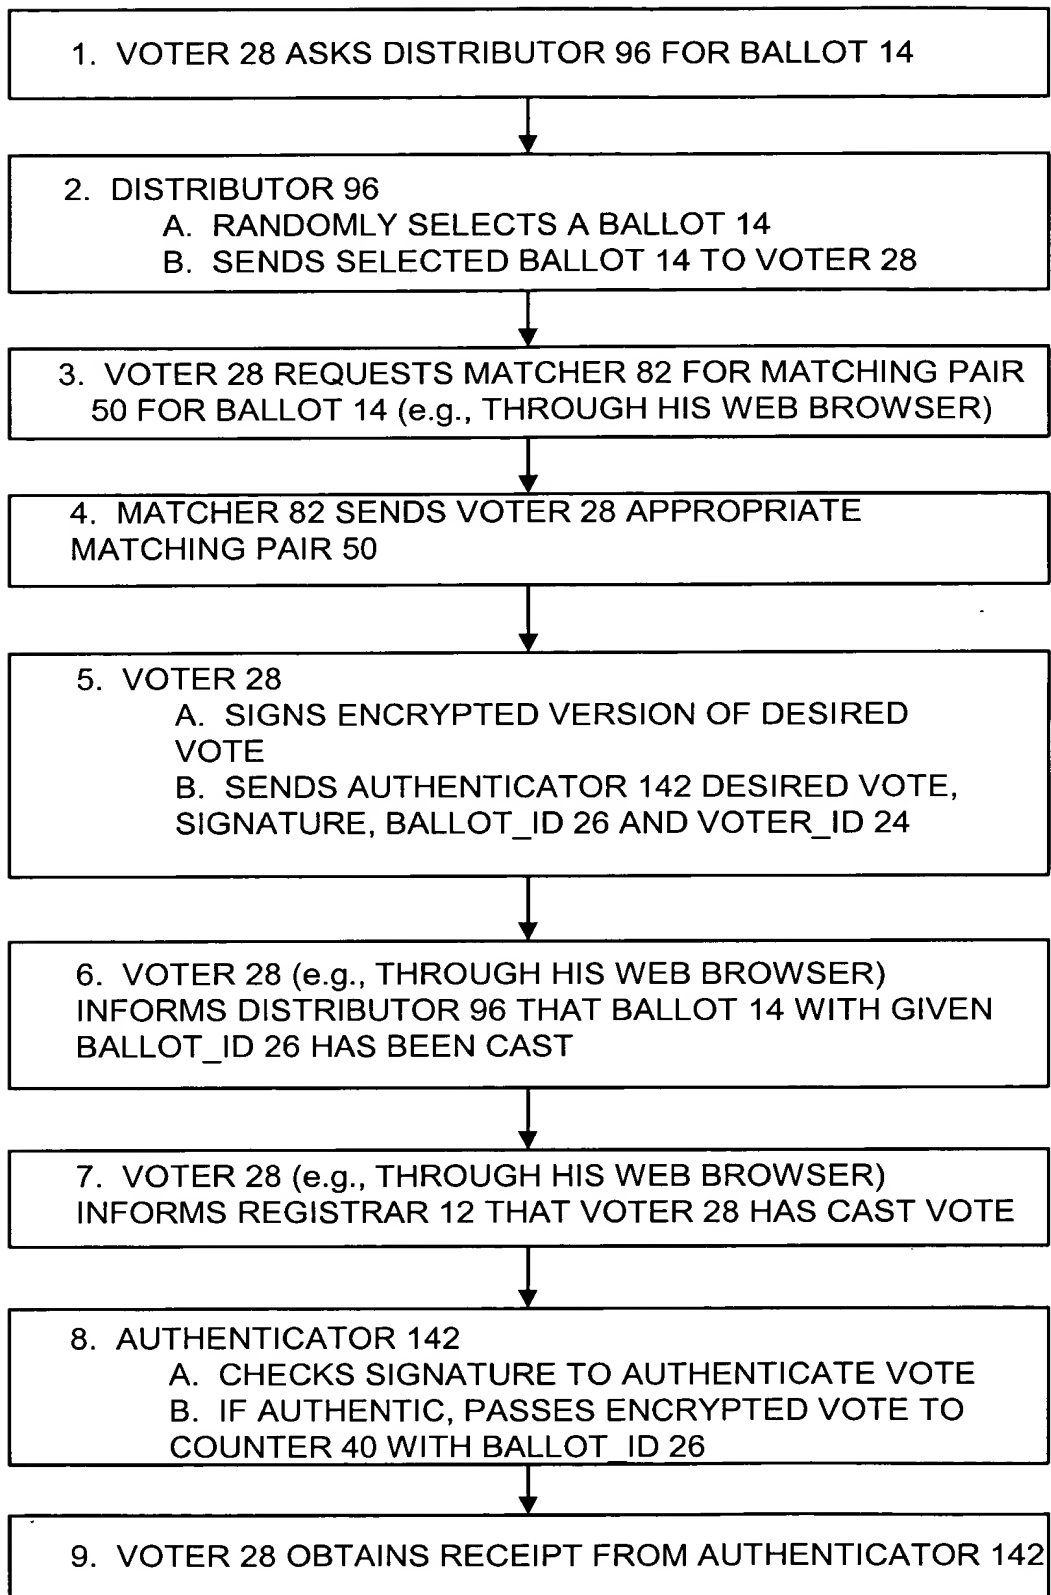 1. VOTER 28 ASKS DISTRIBUTOR 96 FOR BALLOT 14
2. DISTRIBUTOR 96
A. RANDOMLY SELECTS A BALLOT 14
B. SENDS SELECTED BALLOT 14 TO VOTER 28
3. VOTER 28 REQUESTS MATCHER 82 FOR MATCHING PAIR
50 FOR BALLOT 14 (e.g., THROUGH HIS WEB BROWSER)
4. MATCHER 82 SENDS VOTER 28 APPROPRIATE
MATCHING PAIR 50
5. VOTER 28
A. SIGNS ENCRYPTED VERSION OF DESIRED
VOTE
B. SENDS AUTHENTICATOR 142 DESIRED VOTE,
SIGNATURE, BALLOT_ID 26 AND VOTER_ID 24
6. VOTER 28 (e.g., THROUGH HIS WEB BROWSER)
INFORMS DISTRIBUTOR 96 THAT BALLOT 14 WITH GIVEN
BALLOT_ID 26 HAS BEEN CAST
7. VOTER 28 (e.g., THROUGH HIS WEB BROWSER)
INFORMS REGISTRAR 12 THAT VOTER 28 HAS CAST VOTE
8. AUTHENTICATOR 142
A. CHECKS SIGNATURE TO AUTHENTICATE VOTE
B. IF AUTHENTIC, PASSES ENCRYPTED VOTE TO
COUNTER 40 WITH BALLOT_ID 26
9. VOTER 28 OBTAINS RECEIPT FROM AUTHENTICATOR 142